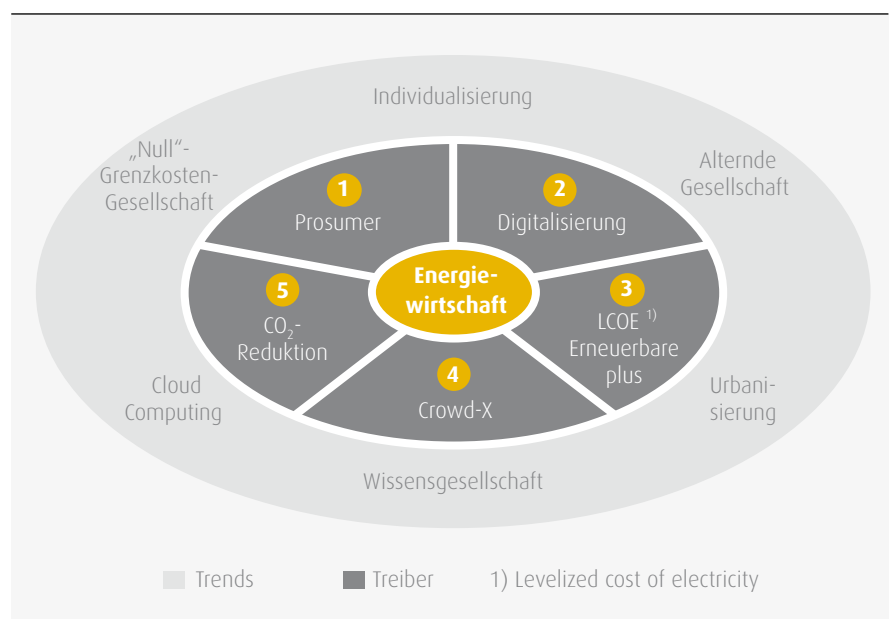 Individualisierung
„Null“-
Grenzkosten-
Gesellschaft
Alternde
Gesellschaft
1
Prosumer
2
Digitalisierung
Energie-
wirtschaft
5
CO₂-
Reduktion
3
LCOE ¹⁾
Erneuerbare
plus
4
Crowd-X
Cloud
Computing
Urbani-
sierung
Wissensgesellschaft
Trends
Treiber
1) Levelized cost of electricity